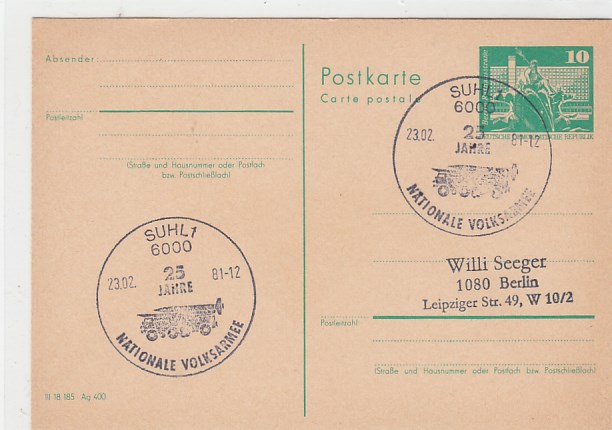 Absender
Postleitzahl
(Straße und Hausnummer oder Postfach
bzw. Postschließfach)
SUHL 1
6000
23.02. 25 81-12
JAHRE
NATIONALE VOLKSARMEE
III 18 185 Ag 400
Postkarte
Carte postale
10
DEUTSCHE DEMOKRATISCHE REPUBLIK
SUHL 1
6000
23.02. 25 81-12
JAHRE
NATIONALE VOLKSARMEE
Willi Seeger
1080 Berlin
Leipziger Str. 49, W 10/2
Postleitzahl
(Straße und Hausnummer oder Postfach bzw. Postschließfach)